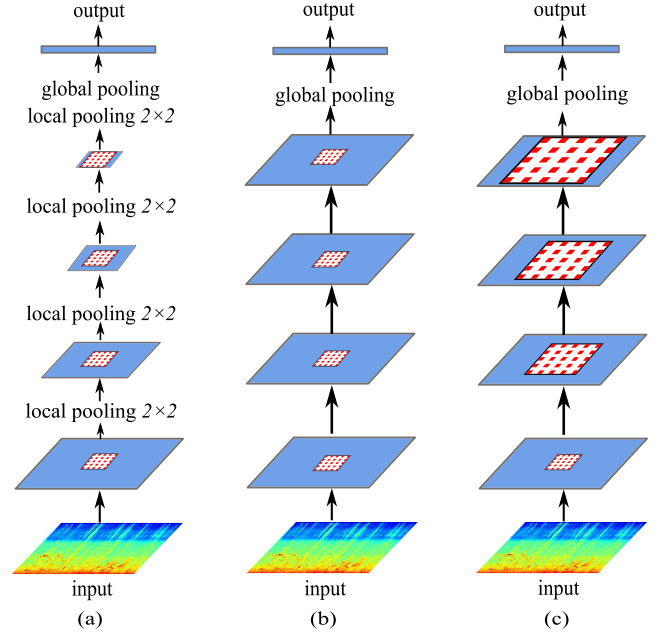 output
global pooling
local pooling 2×2
local pooling 2×2
local pooling 2×2
local pooling 2×2
input
(a)
output
global pooling
input
(b)
output
global pooling
input
(c)